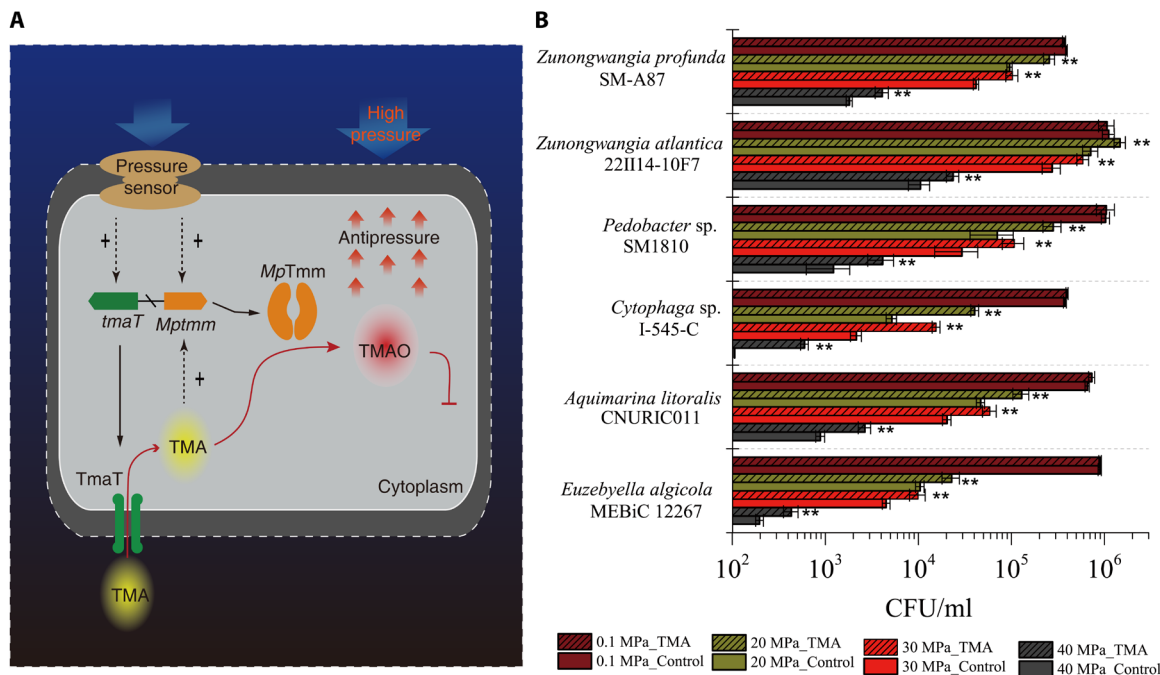 A
High
pressure
Pressure
sensor
+
+
Antipressure
MpTmm
tmaT
Mptmm
TMAO
+
TMA
TmaT
Cytoplasm
TMA
B
Zunongwangia profunda
SM-A87
**
**
**
Zunongwangia atlantica
22II14-10F7
**
**
**
Pedobacter sp.
SM1810
**
**
**
Cytophaga sp.
I-545-C
**
**
**
Aquimarina litoralis
CNURIC011
**
**
**
Euzebyella algicola
MEBiC 12267
**
**
**
10² 10³ 10⁴ 10⁵ 10⁶
CFU/ml
0.1 MPa_TMA 20 MPa_TMA 30 MPa_TMA 40 MPa_TMA
0.1 MPa_Control 20 MPa_Control 30 MPa_Control 40 MPa_Control